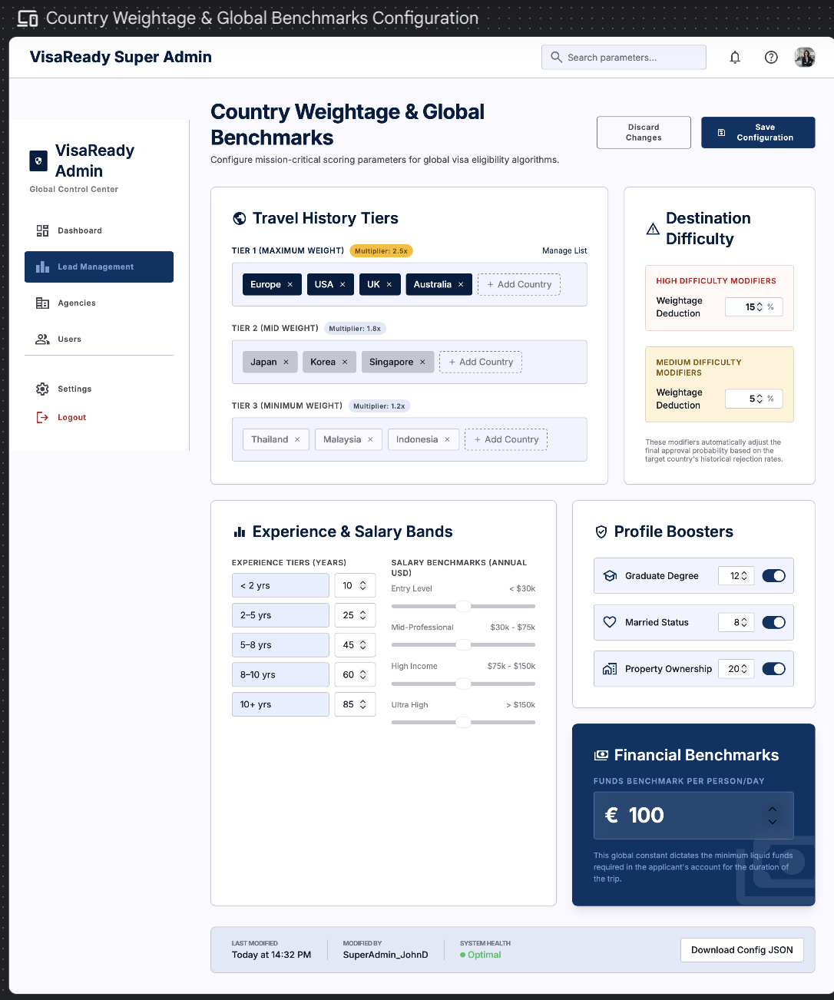 Country Weightage & Global Benchmarks Configuration
VisaReady Super Admin
Search parameters...
VisaReady
Admin
Global Control Center
Dashboard
Lead Management
Agencies
Users
Settings
Logout
Country Weightage & Global
Benchmarks
Configure mission-critical scoring parameters for global visa eligibility algorithms.
Discard
Changes
Save
Configuration
Travel History Tiers
TIER 1 (MAXIMUM WEIGHT) Multiplier: 2.5x Manage List
Europe × USA × UK × Australia × + Add Country
TIER 2 (MID WEIGHT) Multiplier: 1.8x
Japan × Korea × Singapore × + Add Country
TIER 3 (MINIMUM WEIGHT) Multiplier: 1.2x
Thailand × Malaysia × Indonesia × + Add Country
Destination
Difficulty
HIGH DIFFICULTY MODIFIERS
Weightage
Deduction
15 %
MEDIUM DIFFICULTY
MODIFIERS
Weightage
Deduction
5 %
These modifiers automatically adjust the
final approval probability based on the
target country's historical rejection rates.
Experience & Salary Bands
EXPERIENCE TIERS (YEARS)
< 2 yrs 10
2–5 yrs 25
5–8 yrs 45
8–10 yrs 60
10+ yrs 85
SALARY BENCHMARKS (ANNUAL
USD)
Entry Level < $30k
Mid-Professional $30k - $75k
High Income $75k - $150k
Ultra High > $150k
Profile Boosters
Graduate Degree 12
Married Status 8
Property Ownership 20
Financial Benchmarks
FUNDS BENCHMARK PER PERSON/DAY
€ 100
This global constant dictates the minimum liquid funds
required in the applicant's account for the duration of
the trip.
LAST MODIFIED
Today at 14:32 PM
MODIFIED BY
SuperAdmin_JohnD
SYSTEM HEALTH
Optimal
Download Config JSON